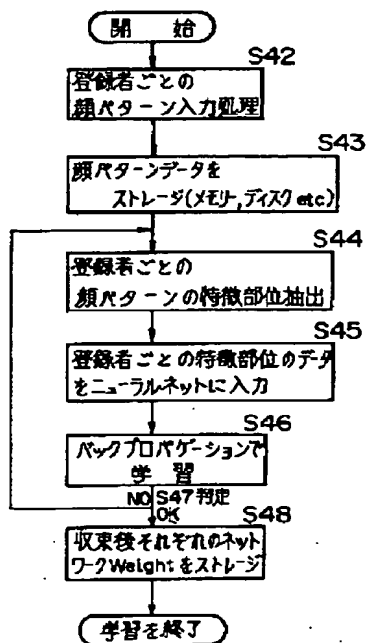 開 始
S42
登録者ごとの
顔パターン入力処理
S43
顔パターンデータを
ストレージ(メモリー,ディスク etc)
S44
登録者ごとの
顔パターンの特徴部位抽出
S45
登録者ごとの特徴部位のデータ
をニューラルネットに入力
S46
バックプロパゲーションで
学 習
NO S47判定
OK
S48
収束後それぞれのネット
ワークWeightをストレージ
学習を終了